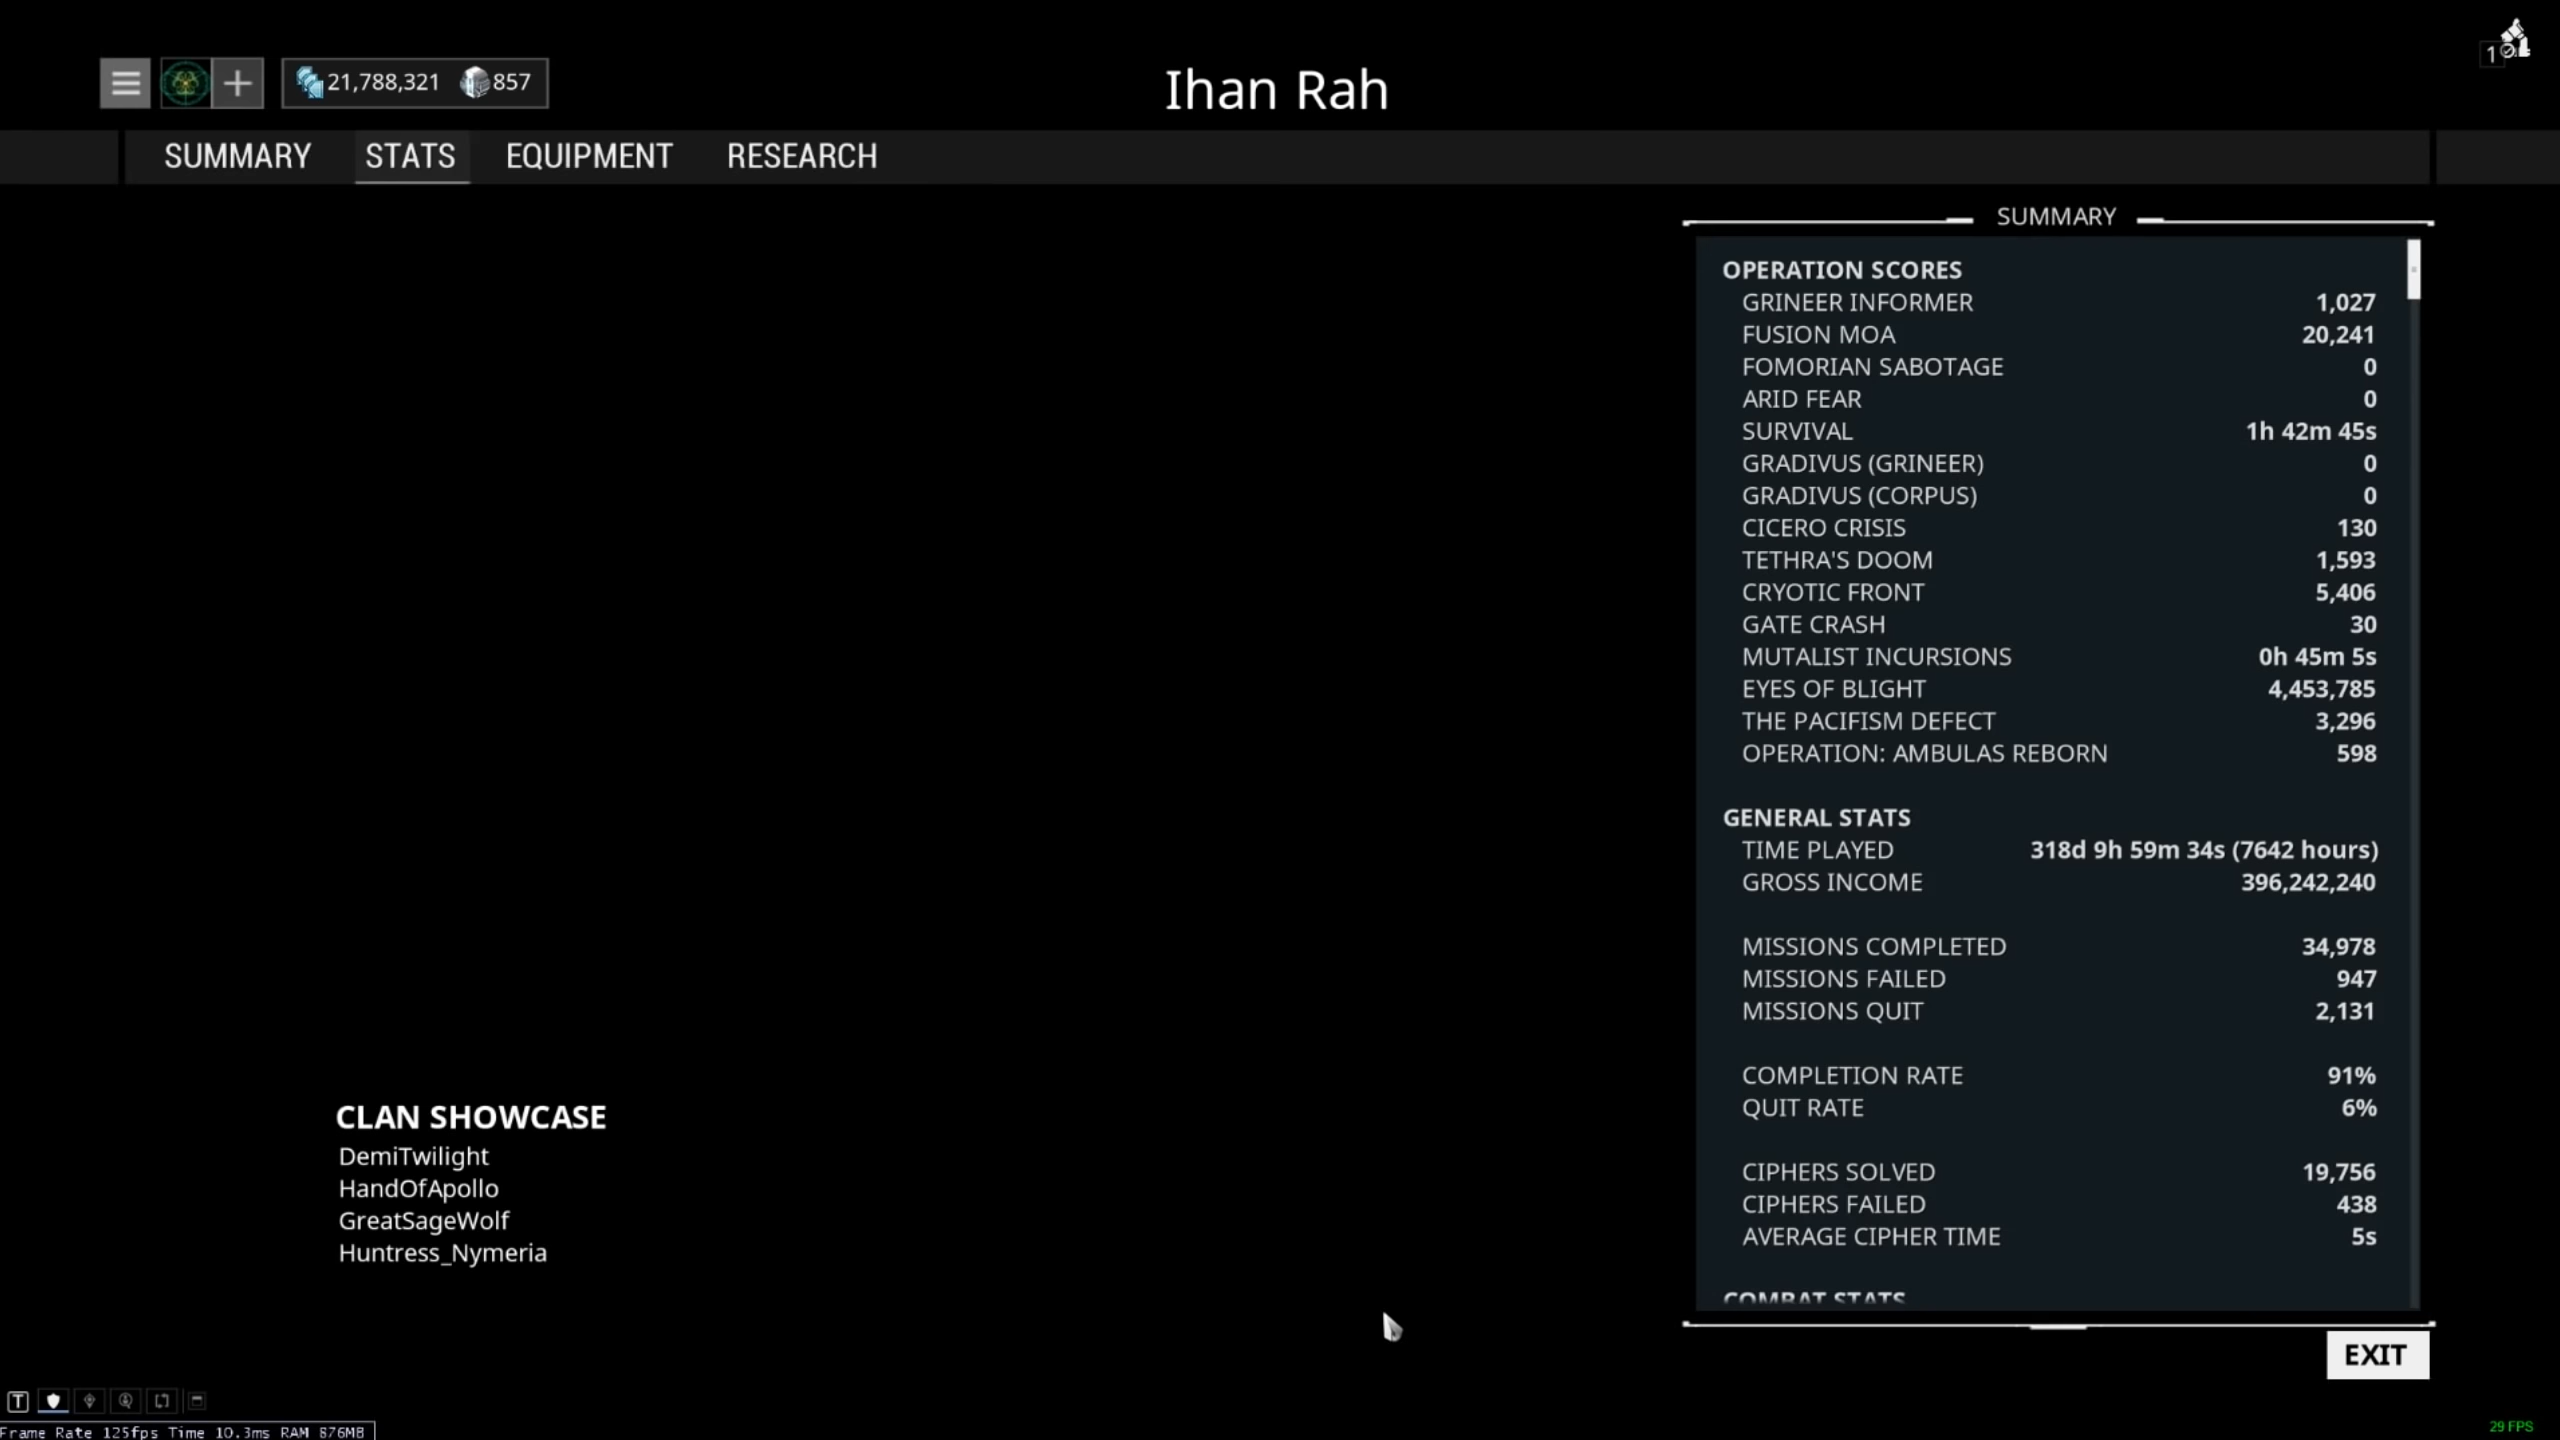 1
21,788,321 857
Ihan Rah
SUMMARY STATS EQUIPMENT RESEARCH
SUMMARY
OPERATION SCORES
GRINEER INFORMER 1,027
FUSION MOA 20,241
FOMORIAN SABOTAGE 0
ARID FEAR 0
SURVIVAL 1h 42m 45s
GRADIVUS (GRINEER) 0
GRADIVUS (CORPUS) 0
CICERO CRISIS 130
TETHRA'S DOOM 1,593
CRYOTIC FRONT 5,406
GATE CRASH 30
MUTALIST INCURSIONS 0h 45m 5s
EYES OF BLIGHT 4,453,785
THE PACIFISM DEFECT 3,296
OPERATION: AMBULAS REBORN 598
GENERAL STATS
TIME PLAYED 318d 9h 59m 34s (7642 hours)
GROSS INCOME 396,242,240
MISSIONS COMPLETED 34,978
MISSIONS FAILED 947
MISSIONS QUIT 2,131
COMPLETION RATE 91%
QUIT RATE 6%
CIPHERS SOLVED 19,756
CIPHERS FAILED 438
AVERAGE CIPHER TIME 5s
COMBAT STATS
CLAN SHOWCASE
DemiTwilight
HandOfApollo
GreatSageWolf
Huntress_Nymeria
EXIT
T
Frame Rate 125fps Time 10.3ms RAM 876MB
29 FPS